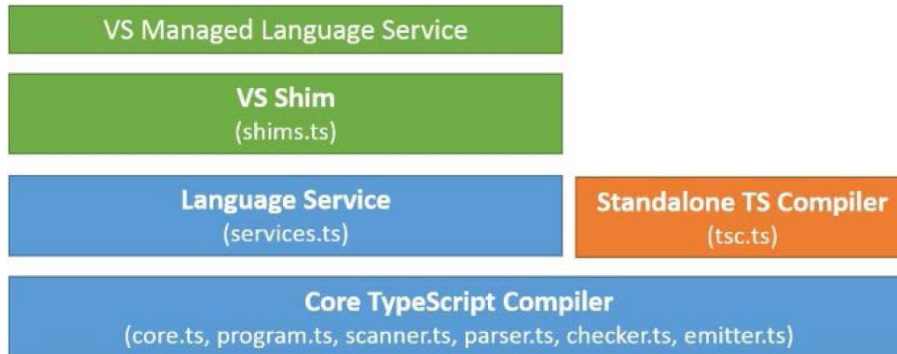 VS Managed Language Service
VS Shim
(shims.ts)
Language Service
(services.ts)
Standalone TS Compiler
(tsc.ts)
Core TypeScript Compiler
(core.ts, program.ts, scanner.ts, parser.ts, checker.ts, emitter.ts)